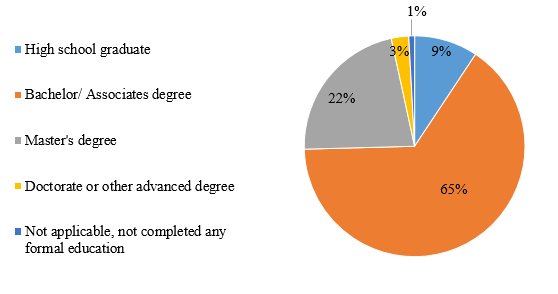 1%
High school graduate
3%
9%
Bachelor/ Associates degree
22%
Master's degree
Doctorate or other advanced degree
65%
Not applicable, not completed any
formal education